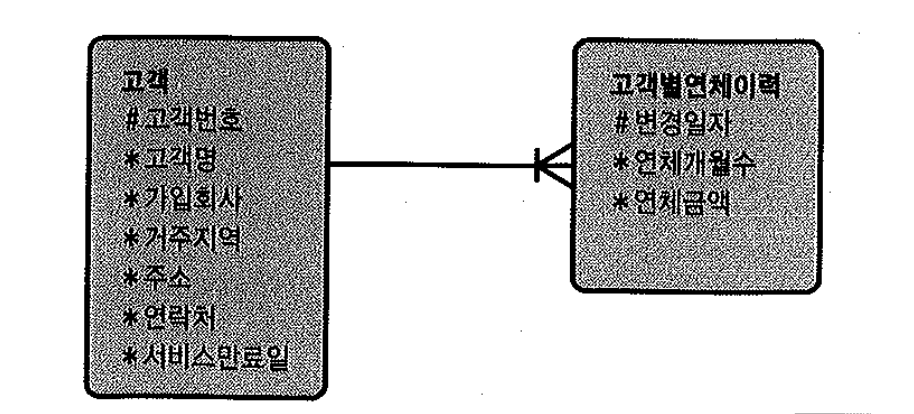 고객
#고객번호
*고객명
*가입회사
*거주지역
*주소
*연락처
*서비스만료일
고객별연체이력
#변경일자
*연체개월수
*연체금액